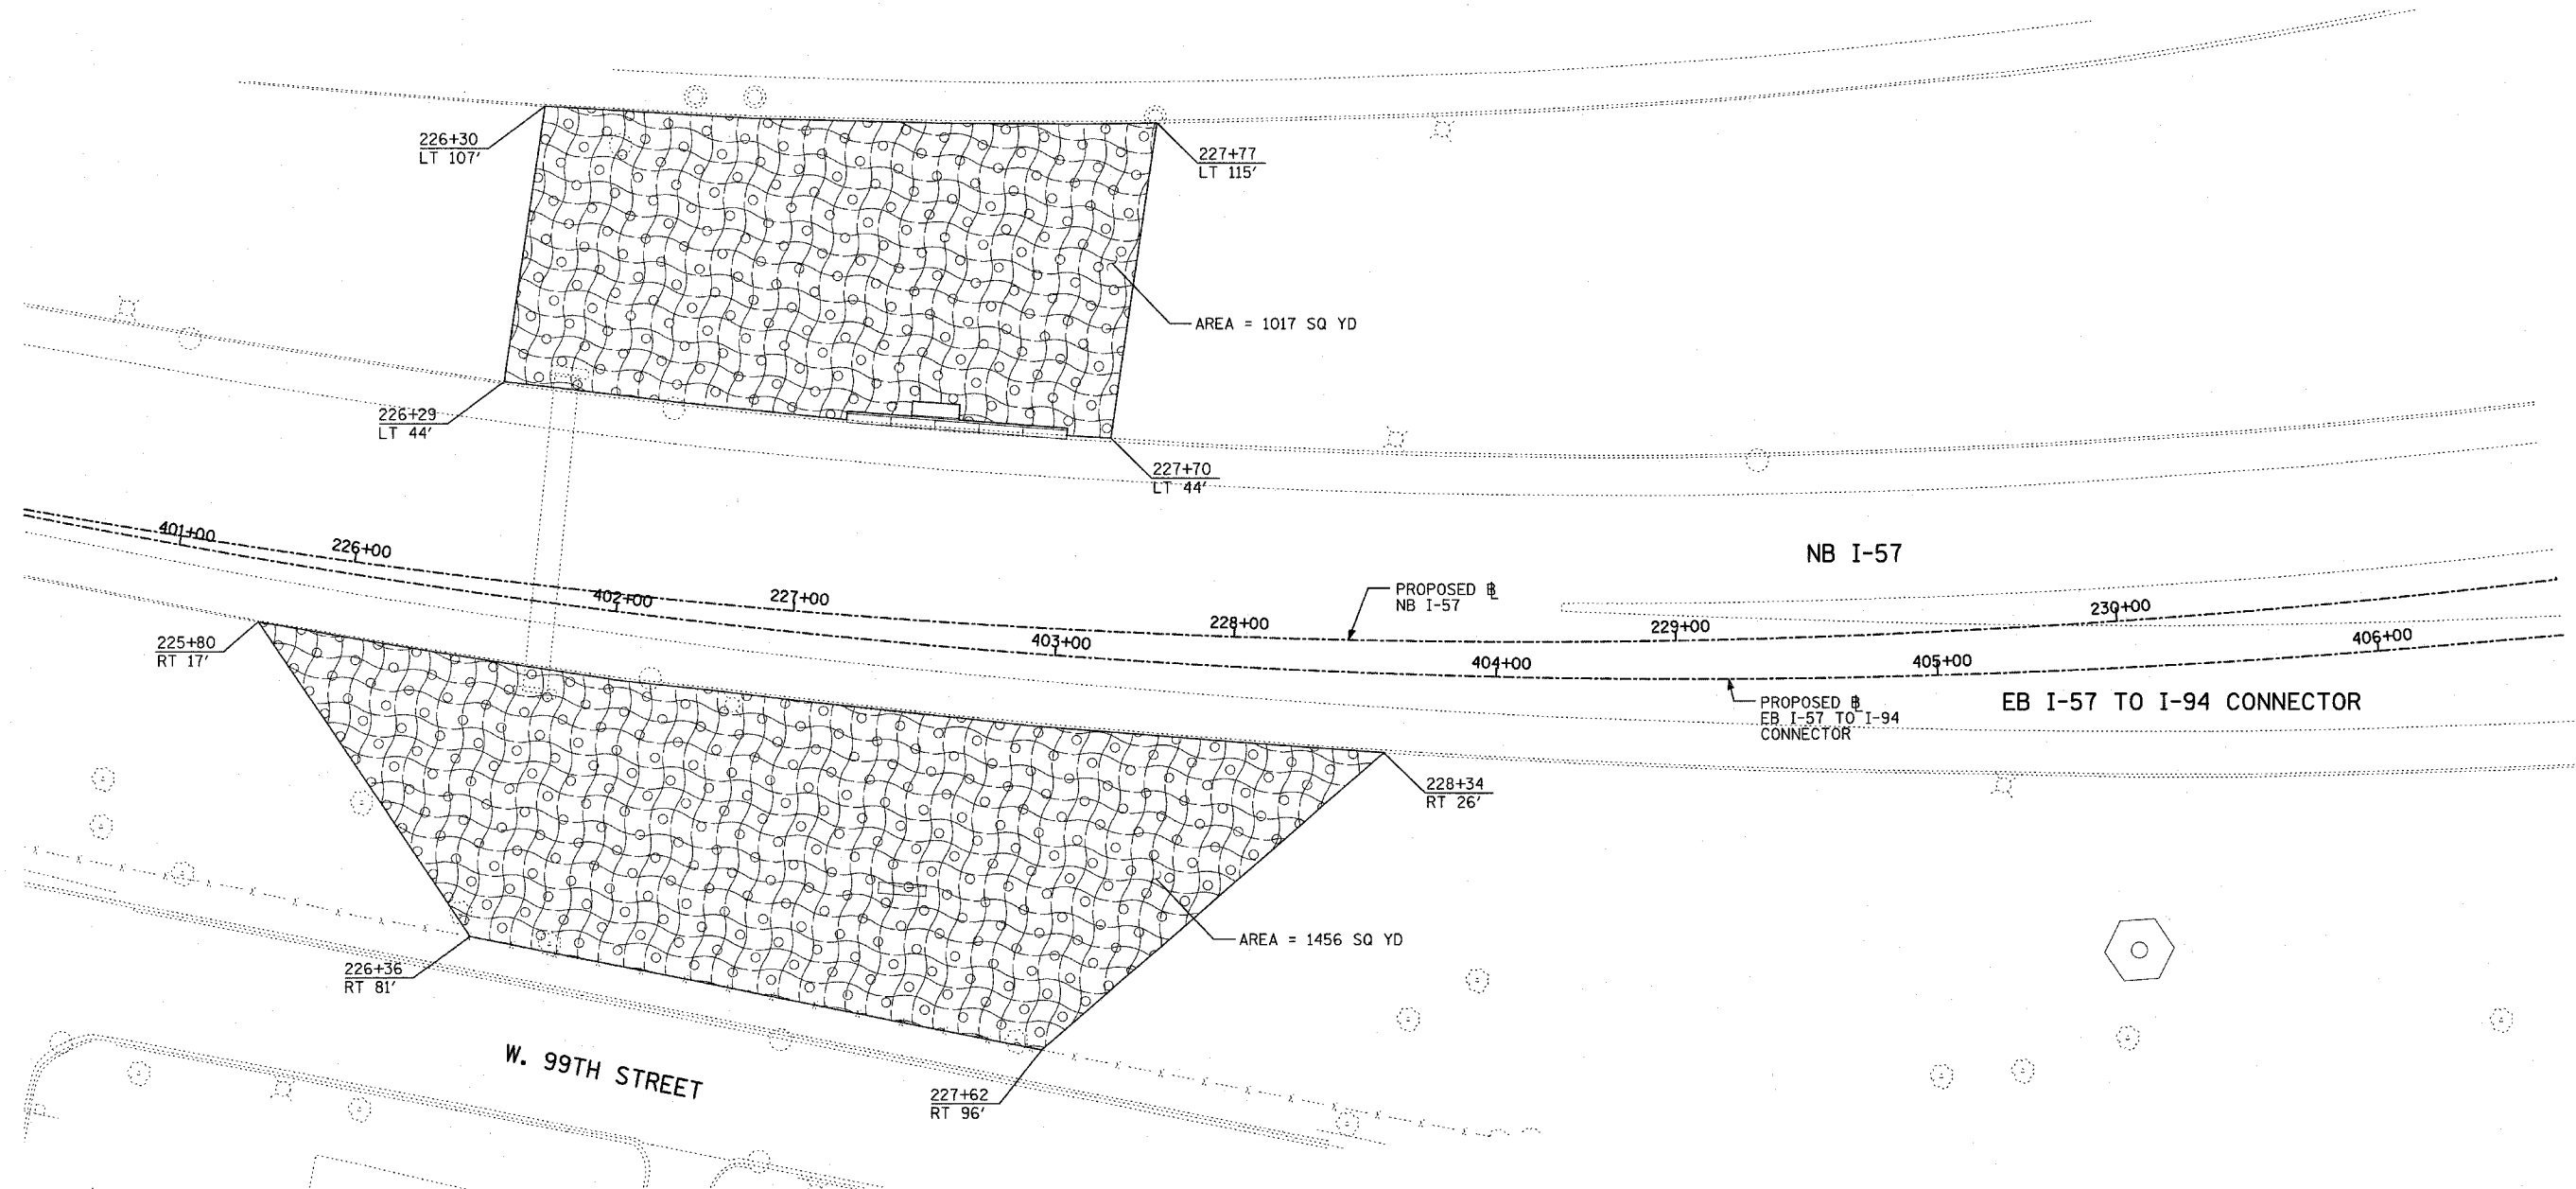 226+30
LT 107'
227+77
LT 115'
AREA = 1017 SQ YD
226+29
LT 44'
227+70
LT 44'
401+00
226+00
402+00
227+00
403+00
228+00
404+00
229+00
405+00
230+00
406+00
NB I-57
PROPOSED ℄
NB I-57
PROPOSED ℄
EB I-57 TO I-94
CONNECTOR
EB I-57 TO I-94 CONNECTOR
225+80
RT 17'
228+34
RT 26'
AREA = 1456 SQ YD
226+36
RT 81'
227+62
RT 96'
W. 99TH STREET